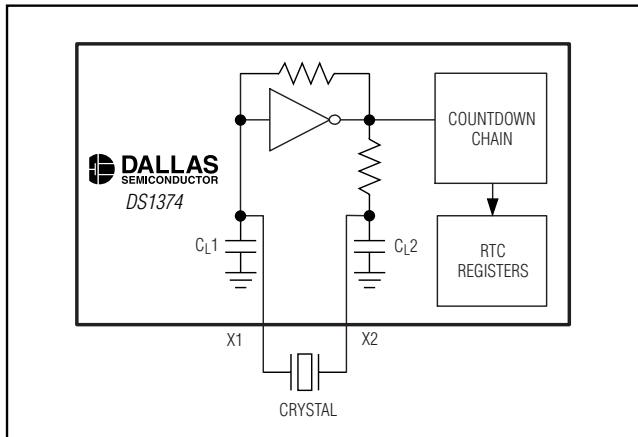 COUNTDOWN
CHAIN
DALLAS
SEMICONDUCTOR
DS1374
CL1
CL2
RTC
REGISTERS
X1
X2
CRYSTAL